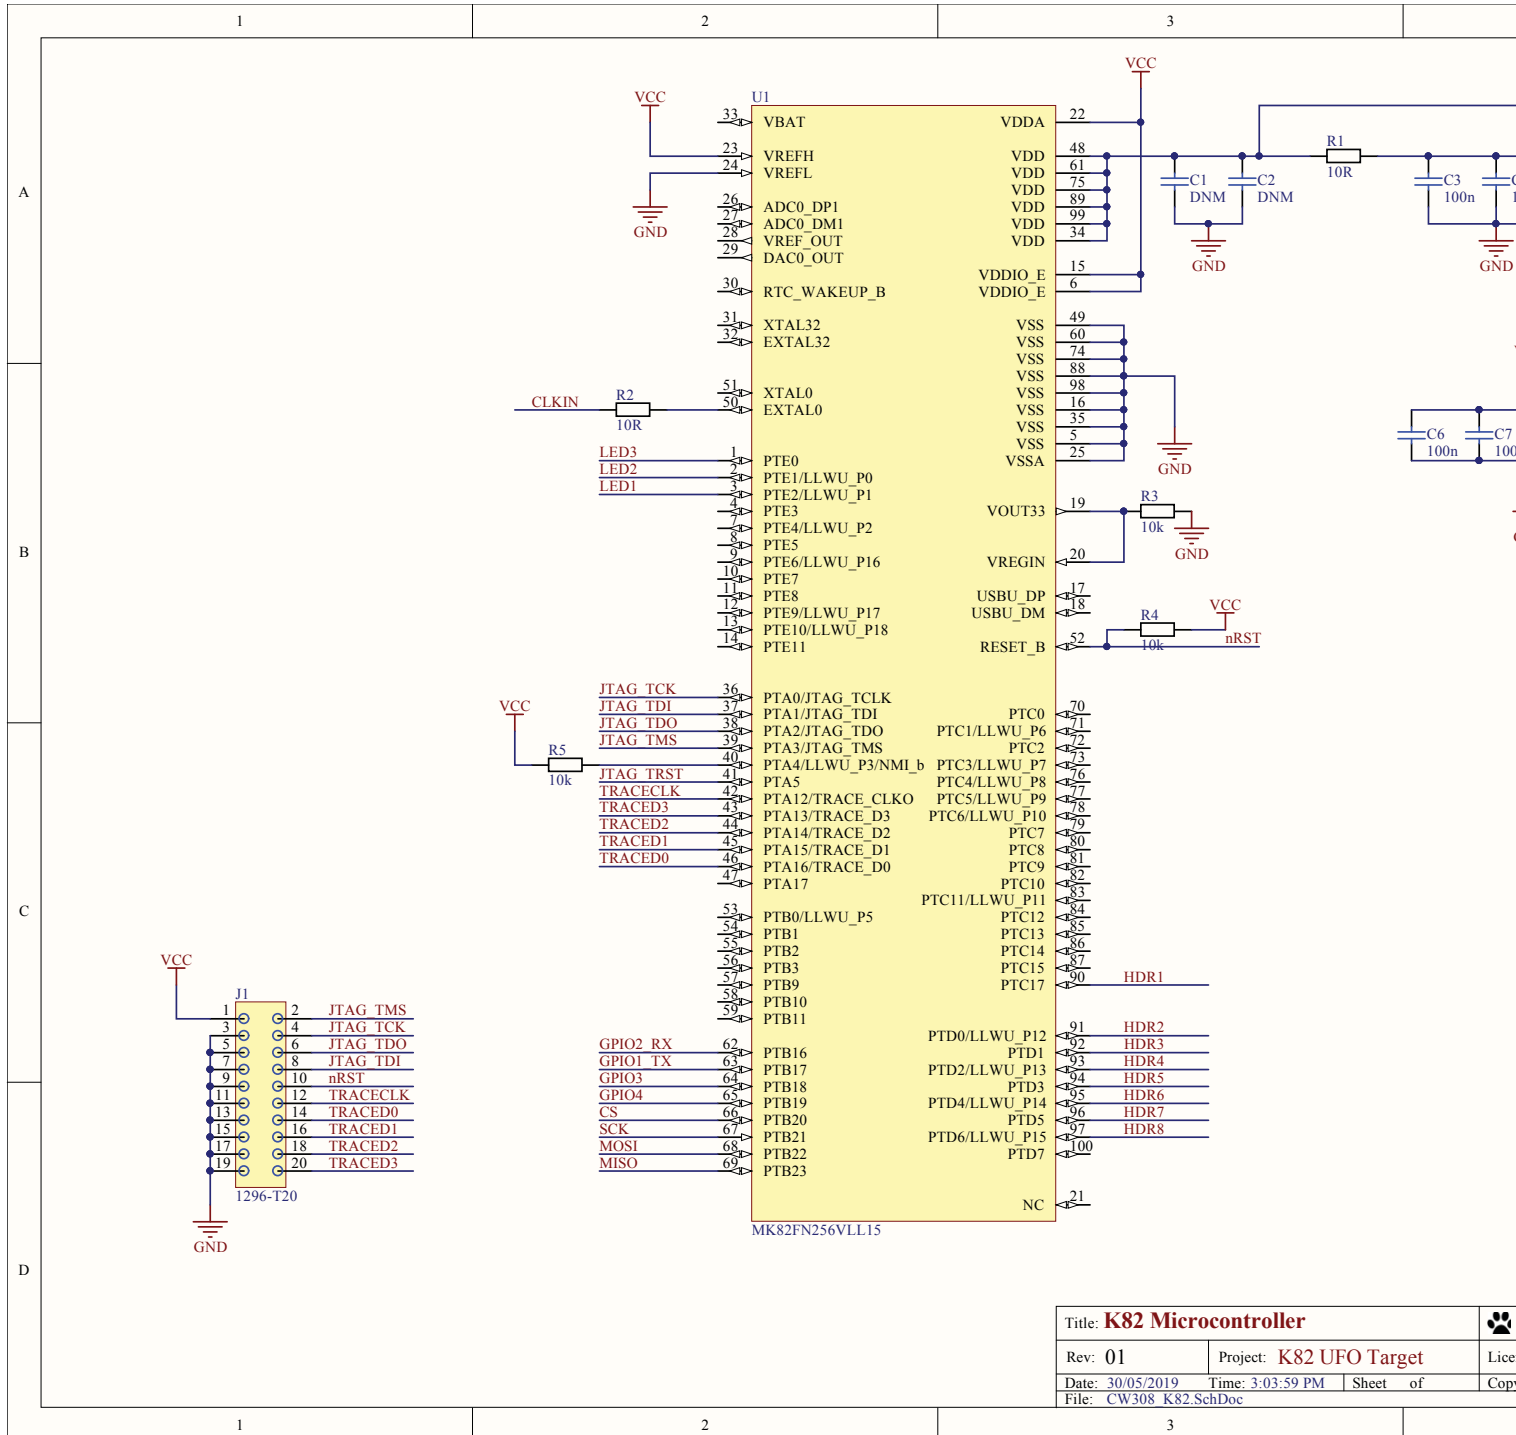 1 2 3
A
B
C
D
VCC
GND
CLKIN
R2
10R
LED3
LED2
LED1
VCC
R5
10k
JTAG_TCK
JTAG_TDI
JTAG_TDO
JTAG_TMS
JTAG_TRST
TRACECLK
TRACED3
TRACED2
TRACED1
TRACED0
GPIO2_RX
GPIO1_TX
GPIO3
GPIO4
CS
SCK
MOSI
MISO
U1
33 VBAT
23 VREFH
24 VREFL
26 ADC0_DP1
27 ADC0_DM1
28 VREF_OUT
29 DAC0_OUT
30 RTC_WAKEUP_B
31 XTAL32
32 EXTAL32
51 XTAL0
50 EXTAL0
1 PTE0
2 PTE1/LLWU_P0
3 PTE2/LLWU_P1
4 PTE3
7 PTE4/LLWU_P2
8 PTE5
9 PTE6/LLWU_P16
10 PTE7
11 PTE8
12 PTE9/LLWU_P17
13 PTE10/LLWU_P18
14 PTE11
36 PTA0/JTAG_TCLK
37 PTA1/JTAG_TDI
38 PTA2/JTAG_TDO
39 PTA3/JTAG_TMS
40 PTA4/LLWU_P3/NMI_b
41 PTA5
42 PTA12/TRACE_CLKO
43 PTA13/TRACE_D3
44 PTA14/TRACE_D2
45 PTA15/TRACE_D1
46 PTA16/TRACE_D0
47 PTA17
53 PTB0/LLWU_P5
54 PTB1
55 PTB2
56 PTB3
57 PTB9
58 PTB10
59 PTB11
62 PTB16
63 PTB17
64 PTB18
65 PTB19
66 PTB20
67 PTB21
68 PTB22
69 PTB23
VDDA 22
VDD 48
VDD 61
VDD 75
VDD 89
VDD 99
VDD 34
VDDIO_E 15
VDDIO_E 6
VSS 49
VSS 60
VSS 74
VSS 88
VSS 98
VSS 16
VSS 35
VSS 5
VSSA 25
VOUT33 19
VREGIN 20
USBU_DP 17
USBU_DM 18
RESET_B 52
PTC0 70
PTC1/LLWU_P6 71
PTC2 72
PTC3/LLWU_P7 73
PTC4/LLWU_P8 76
PTC5/LLWU_P9 77
PTC6/LLWU_P10 78
PTC7 79
PTC8 80
PTC9 81
PTC10 82
PTC11/LLWU_P11 83
PTC12 84
PTC13 85
PTC14 86
PTC15 87
PTC17 90 HDR1
PTD0/LLWU_P12 91 HDR2
PTD1 92 HDR3
PTD2/LLWU_P13 93 HDR4
PTD3 94 HDR5
PTD4/LLWU_P14 95 HDR6
PTD5 96 HDR7
PTD6/LLWU_P15 97 HDR8
PTD7 100
NC 21
MK82FN256VLL15
VCC
C1
DNM
C2
DNM
GND
R1
10R
C3
100n
GND
GND
C6
100n
C7
R3
10k
GND
R4
10k
VCC
nRST
VCC
J1
1 2 JTAG_TMS
3 4 JTAG_TCK
5 6 JTAG_TDO
7 8 JTAG_TDI
9 10 nRST
11 12 TRACECLK
13 14 TRACED0
15 16 TRACED1
17 18 TRACED2
19 20 TRACED3
1296-T20
GND
Title: K82 Microcontroller
Rev: 01 Project: K82 UFO Target
Date: 30/05/2019 Time: 3:03:59 PM Sheet of
File: CW308_K82.SchDoc
1 2 3